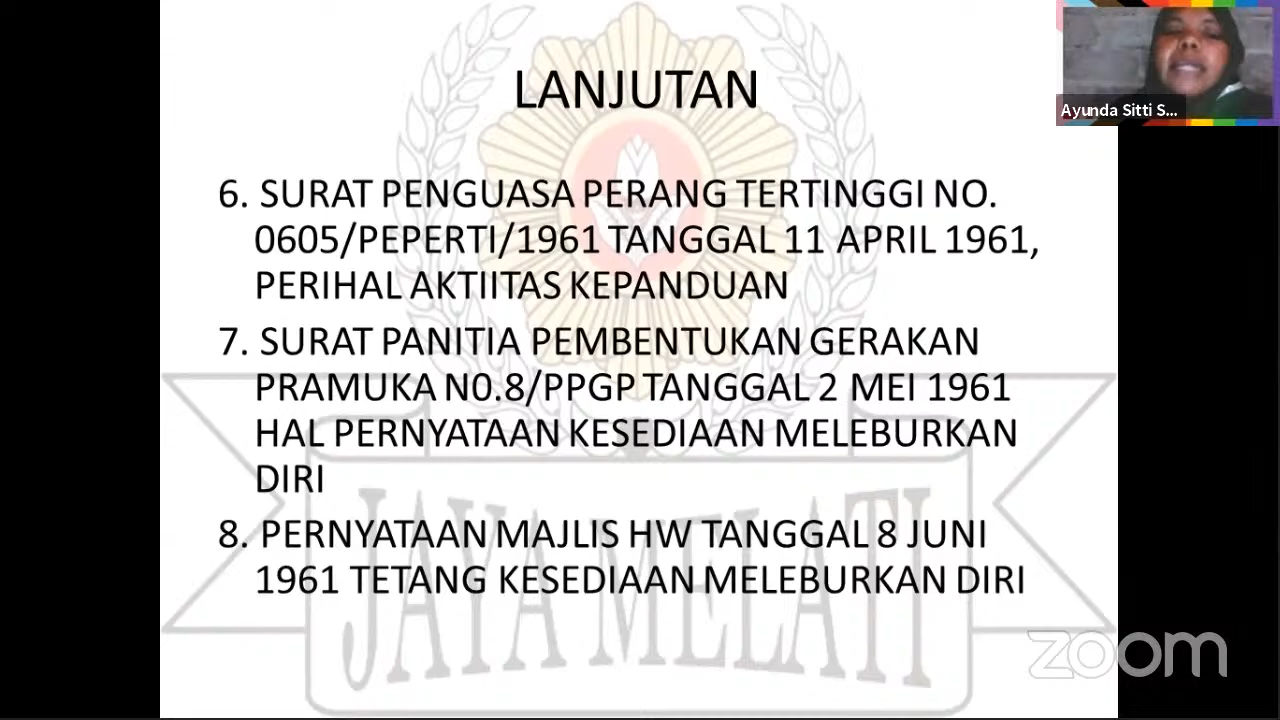 LANJUTAN
Ayunda Sitti S...
6. SURAT PENGUASA PERANG TERTINGGI NO.
0605/PEPERTI/1961 TANGGAL 11 APRIL 1961,
PERIHAL AKTIITAS KEPANDUAN
7. SURAT PANITIA PEMBENTUKAN GERAKAN
PRAMUKA N0.8/PPGP TANGGAL 2 MEI 1961
HAL PERNYATAAN KESEDIAAN MELEBURKAN
DIRI
8. PERNYATAAN MAJLIS HW TANGGAL 8 JUNI
1961 TETANG KESEDIAAN MELEBURKAN DIRI
JAYA MELATI
zoom